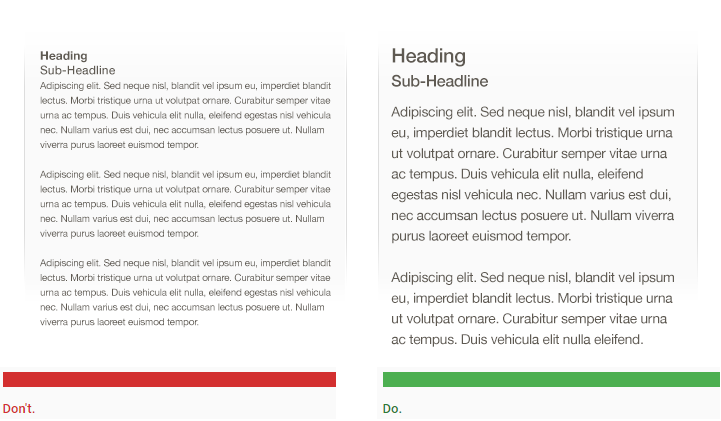 Heading
Sub-Headline
Adipiscing elit. Sed neque nisl, blandit vel ipsum eu, imperdiet blandit
lectus. Morbi tristique urna ut volutpat ornare. Curabitur semper vitae
urna ac tempus. Duis vehicula elit nulla, eleifend egestas nisl vehicula
nec. Nullam varius est dui, nec accumsan lectus posuere ut. Nullam
viverra purus laoreet euismod tempor.
Adipiscing elit. Sed neque nisl, blandit vel ipsum eu, imperdiet blandit
lectus. Morbi tristique urna ut volutpat ornare. Curabitur semper vitae
urna ac tempus. Duis vehicula elit nulla, eleifend egestas nisl vehicula
nec. Nullam varius est dui, nec accumsan lectus posuere ut. Nullam
viverra purus laoreet euismod tempor.
Adipiscing elit. Sed neque nisl, blandit vel ipsum eu, imperdiet blandit
lectus. Morbi tristique urna ut volutpat ornare. Curabitur semper vitae
urna ac tempus. Duis vehicula elit nulla, eleifend egestas nisl vehicula
nec. Nullam varius est dui, nec accumsan lectus posuere ut. Nullam
viverra purus laoreet euismod tempor.
Don't.
Heading
Sub-Headline
Adipiscing elit. Sed neque nisl, blandit vel ipsum
eu, imperdiet blandit lectus. Morbi tristique urna
ut volutpat ornare. Curabitur semper vitae urna
ac tempus. Duis vehicula elit nulla, eleifend
egestas nisl vehicula nec. Nullam varius est dui,
nec accumsan lectus posuere ut. Nullam viverra
purus laoreet euismod tempor.
Adipiscing elit. Sed neque nisl, blandit vel ipsum
eu, imperdiet blandit lectus. Morbi tristique urna
ut volutpat ornare. Curabitur semper vitae urna
ac tempus. Duis vehicula elit nulla eleifend.
Do.